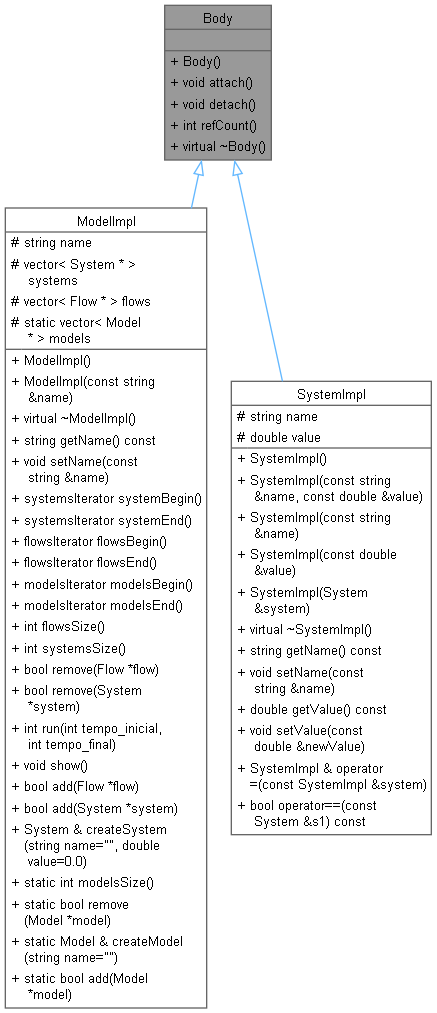 Body
+ Body()
+ void attach()
+ void detach()
+ int refCount()
+ virtual ~Body()
ModelImpl
# string name
# vector< System * >
systems
# vector< Flow * > flows
# static vector< Model
* > models
+ ModelImpl()
+ ModelImpl(const string
&name)
+ virtual ~ModelImpl()
+ string getName() const
+ void setName(const
string &name)
+ systemsIterator systemBegin()
+ systemsIterator systemEnd()
+ flowsIterator flowsBegin()
+ flowsIterator flowsEnd()
+ modelsIterator modelsBegin()
+ modelsIterator modelsEnd()
+ int flowsSize()
+ int systemsSize()
+ bool remove(Flow *flow)
+ bool remove(System
*system)
+ int run(int tempo_inicial,
int tempo_final)
+ void show()
+ bool add(Flow *flow)
+ bool add(System *system)
+ System & createSystem
(string name="", double
value=0.0)
+ static int modelsSize()
+ static bool remove
(Model *model)
+ static Model & createModel
(string name="")
+ static bool add(Model
*model)
SystemImpl
# string name
# double value
+ SystemImpl()
+ SystemImpl(const string
&name, const double &value)
+ SystemImpl(const string
&name)
+ SystemImpl(const double
&value)
+ SystemImpl(System
&system)
+ virtual ~SystemImpl()
+ string getName() const
+ void setName(const
string &name)
+ double getValue() const
+ void setValue(const
double &newValue)
+ SystemImpl & operator
=(const SystemImpl &system)
+ bool operator==(const
System &s1) const